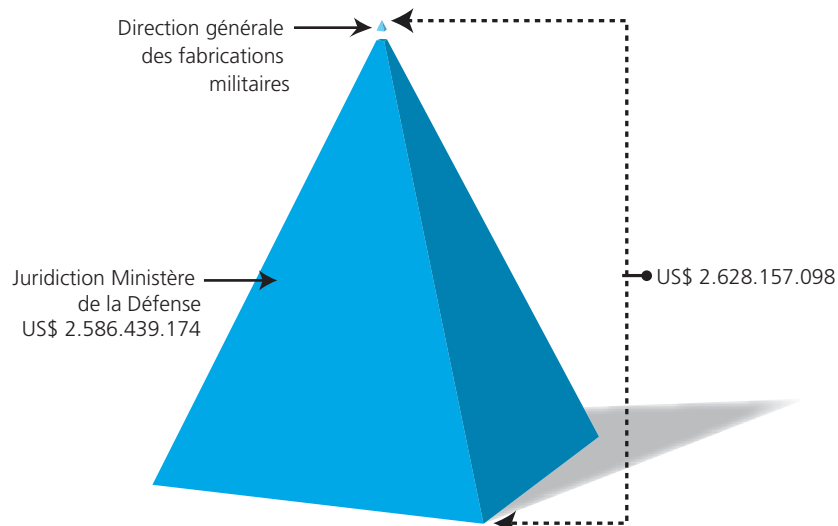 Direction générale
des fabrications
militaires
Juridiction Ministère
de la Défense
US$ 2.586.439.174
US$ 2.628.157.098